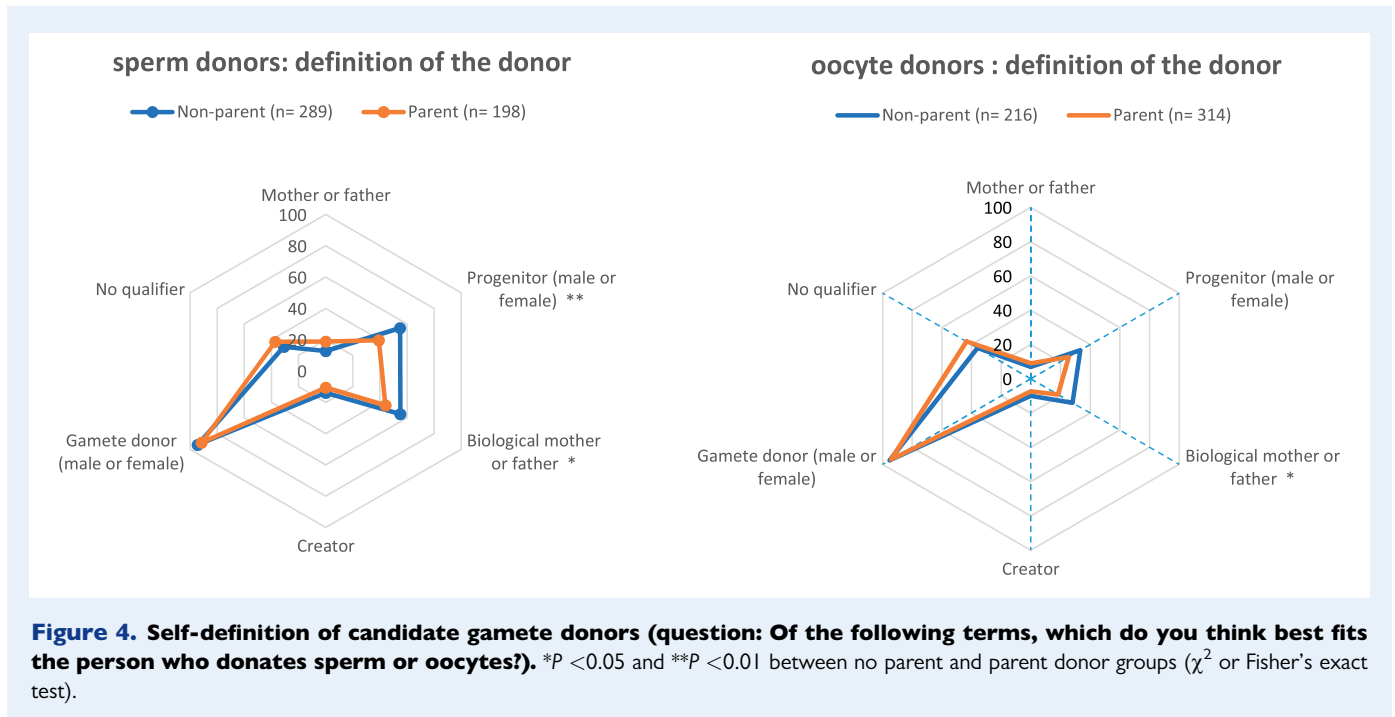 sperm donors: definition of the donor
Non-parent (n= 289)
Parent (n= 198)
Mother or father
100
80
60
40
20
0
Progenitor (male or
female) **
Biological mother
or father *
Creator
Gamete donor
(male or female)
No qualifier
oocyte donors : definition of the donor
Non-parent (n= 216)
Parent (n= 314)
Mother or father
100
80
60
40
20
0
Progenitor (male or
female)
Biological mother or
father *
Creator
Gamete donor (male or
female)
No qualifier
Figure 4. Self-definition of candidate gamete donors (question: Of the following terms, which do you think best fits
the person who donates sperm or oocytes?). *P <0.05 and **P <0.01 between no parent and parent donor groups (χ² or Fisher’s exact
test).